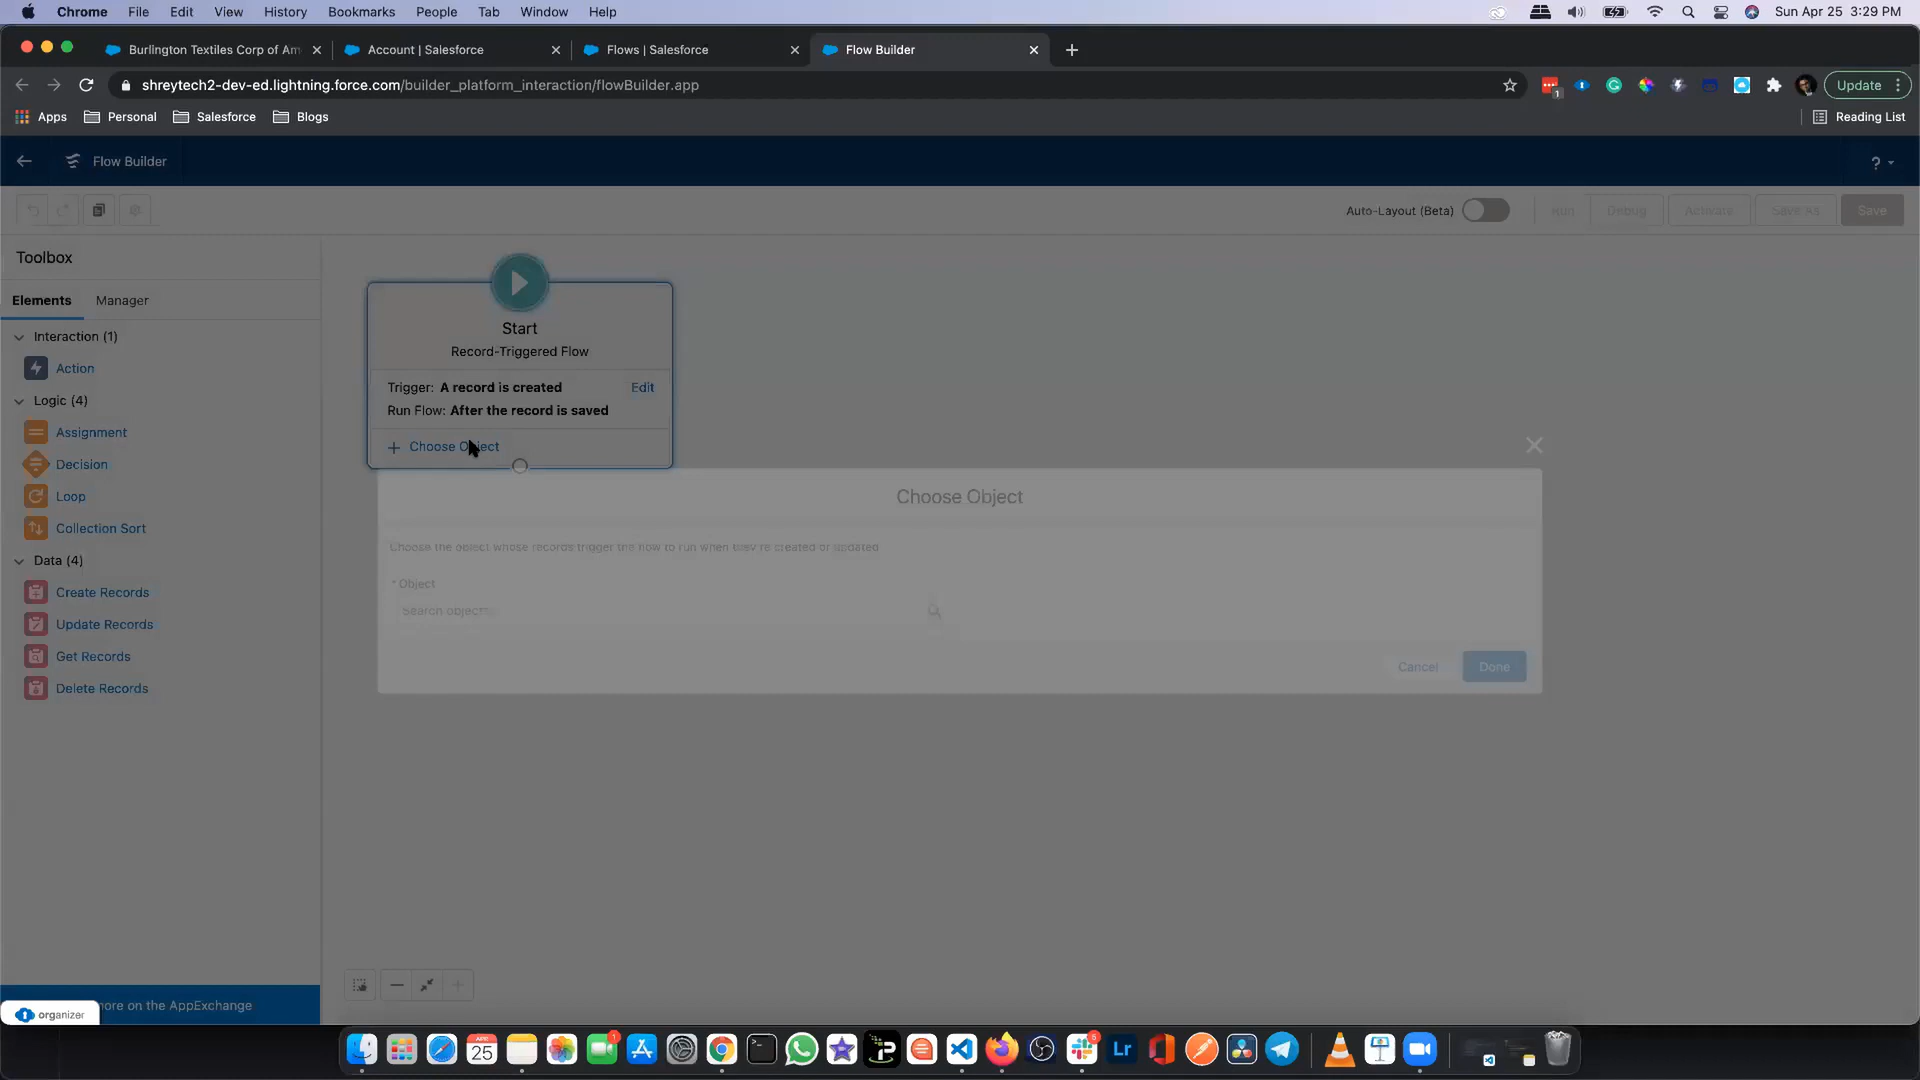 Chrome File Edit View History Bookmarks People Tab Window Help Sun Apr 25 3:29 PM
Burlington Textiles Corp of Am Account | Salesforce Flows | Salesforce Flow Builder
shreytech2-dev-ed.lightning.force.com/builder_platform_interaction/flowBuilder.app Update
Apps Personal Salesforce Blogs Reading List
Flow Builder ?
Auto-Layout (Beta) Run Debug Activate Save As Save
Toolbox
Elements Manager
Interaction (1)
Action
Logic (4)
Assignment
Decision
Loop
Collection Sort
Data (4)
Create Records
Update Records
Get Records
Delete Records
more on the AppExchange
organizer
Start
Record-Triggered Flow
Trigger: A record is created Edit
Run Flow: After the record is saved
+ Choose Object
Choose Object
Choose the object whose records trigger the flow to run when they're created or updated
* Object
Search objects
Cancel Done
APR
25
1
5
Lr